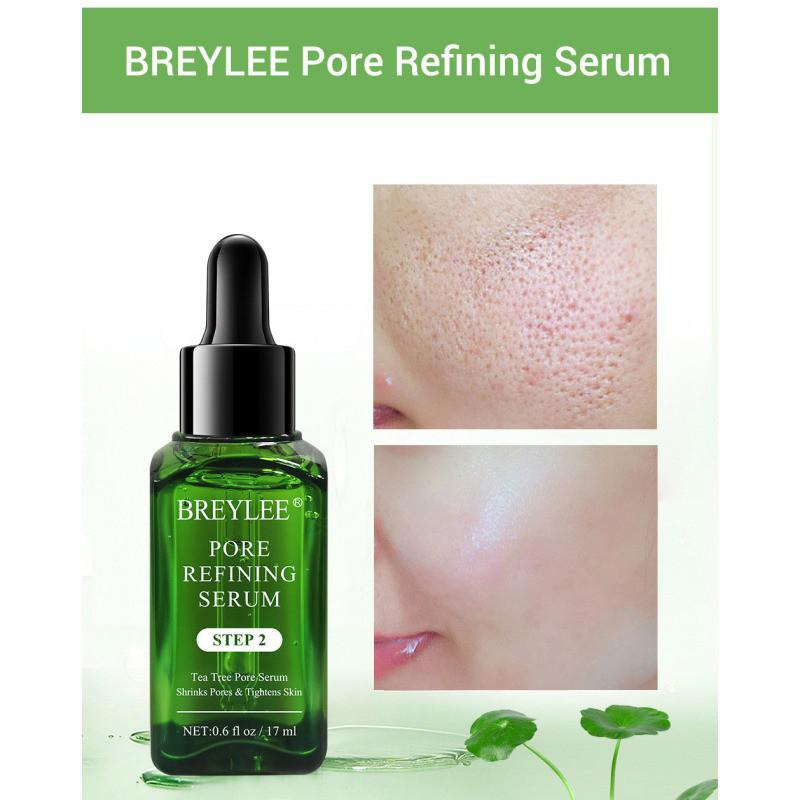 BREYLEE Pore Refining Serum
BREYLEE®
PORE
REFINING
SERUM
STEP 2
Tea Tree Pore Serum
Shrinks Pores & Tightens Skin
NET:0.6 fl oz / 17 ml